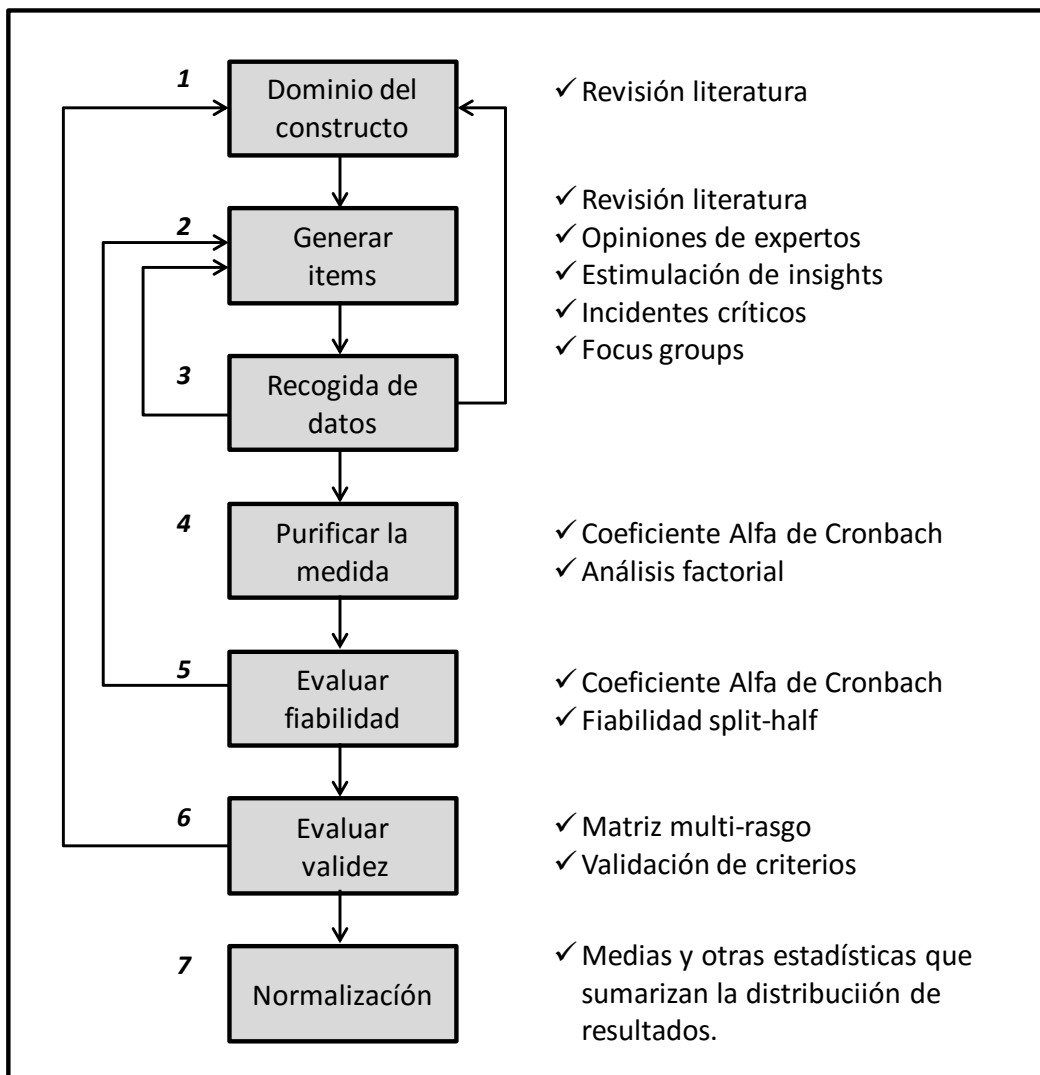 1
Dominio del
constructo
✓ Revisión literatura
2
Generar
items
✓ Revisión literatura
✓ Opiniones de expertos
✓ Estimulación de insights
✓ Incidentes críticos
✓ Focus groups
3
Recogida de
datos
4
Purificar la
medida
✓ Coeficiente Alfa de Cronbach
✓ Análisis factorial
5
Evaluar
fiabilidad
✓ Coeficiente Alfa de Cronbach
✓ Fiabilidad split-half
6
Evaluar
validez
✓ Matriz multi-rasgo
✓ Validación de criterios
7
Normalizacíón
✓ Medias y otras estadísticas que
sumarizan la distribuciión de
resultados.